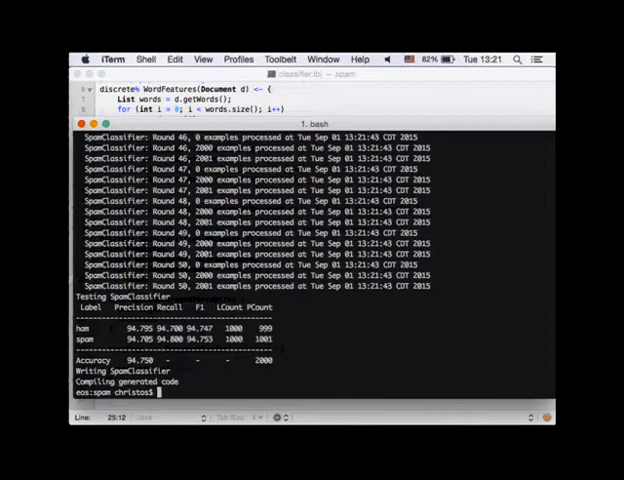 iTerm Shell Edit View Profiles Toolbelt Window Help 82% Tue 13:21
classifier.lbj — spam
6 discrete% WordFeatures(Document d) <- {
7 List words = d.getWords();
8 for (int i = 0; i < words.size(); i++)
1. bash
SpamClassifier: Round 46, 0 examples processed at Tue Sep 01 13:21:43 CDT 2015
SpamClassifier: Round 46, 2000 examples processed at Tue Sep 01 13:21:43 CDT 2015
SpamClassifier: Round 46, 2001 examples processed at Tue Sep 01 13:21:43 CDT 2015
SpamClassifier: Round 47, 0 examples processed at Tue Sep 01 13:21:43 CDT 2015
SpamClassifier: Round 47, 2000 examples processed at Tue Sep 01 13:21:43 CDT 2015
SpamClassifier: Round 47, 2001 examples processed at Tue Sep 01 13:21:43 CDT 2015
SpamClassifier: Round 48, 0 examples processed at Tue Sep 01 13:21:43 CDT 2015
SpamClassifier: Round 48, 2000 examples processed at Tue Sep 01 13:21:43 CDT 2015
SpamClassifier: Round 48, 2001 examples processed at Tue Sep 01 13:21:43 CDT 2015
SpamClassifier: Round 49, 0 examples processed at Tue Sep 01 13:21:43 CDT 2015
SpamClassifier: Round 49, 2000 examples processed at Tue Sep 01 13:21:43 CDT 2015
SpamClassifier: Round 49, 2001 examples processed at Tue Sep 01 13:21:43 CDT 2015
SpamClassifier: Round 50, 0 examples processed at Tue Sep 01 13:21:43 CDT 2015
SpamClassifier: Round 50, 2000 examples processed at Tue Sep 01 13:21:43 CDT 2015
SpamClassifier: Round 50, 2001 examples processed at Tue Sep 01 13:21:43 CDT 2015
Testing SpamClassifier
Label Precision Recall F1 LCount PCount
ham 94.795 94.700 94.747 1000 999
spam 94.705 94.800 94.753 1000 1001
Accuracy 94.750 - - - 2000
Writing SpamClassifier
Compiling generated code
eos:spam christos$
Line: 25:12 Java Tab Size: 4